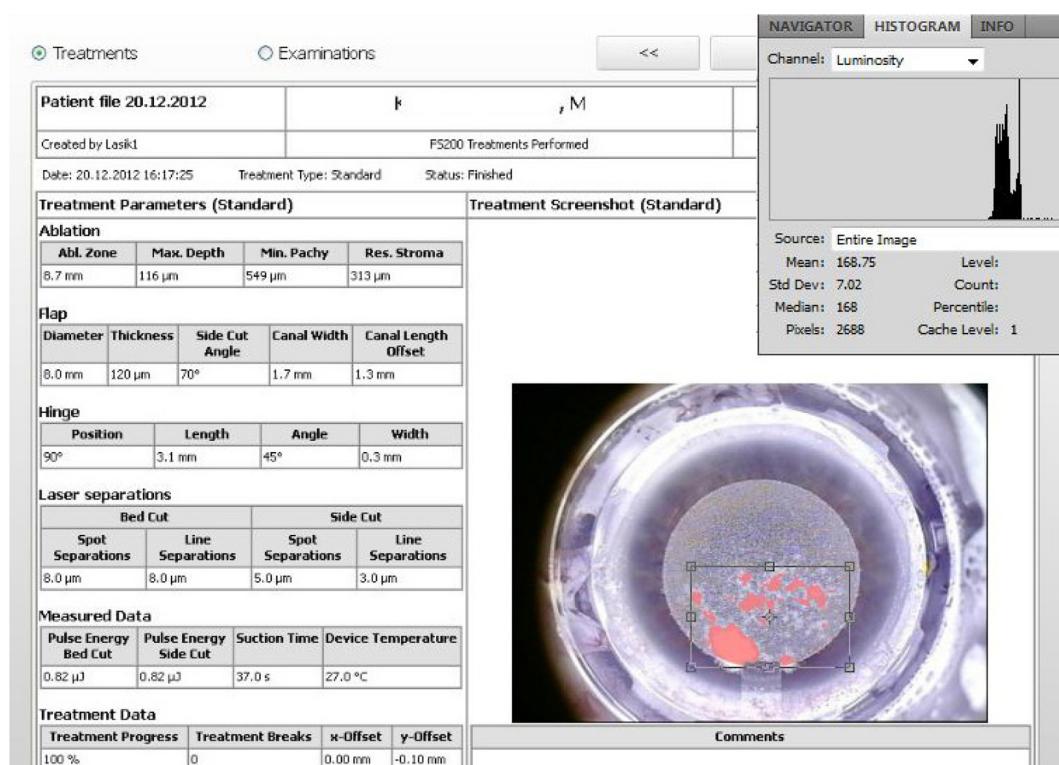 NAVIGATOR HISTOGRAM INFO
Treatments Examinations <<
Channel: Luminosity
Patient file 20.12.2012 , M
Created by Lasik1 FS200 Treatments Performed
Date: 20.12.2012 16:17:25 Treatment Type: Standard Status: Finished
Treatment Parameters (Standard) Treatment Screenshot (Standard)
Ablation
Abl. Zone Max. Depth Min. Pachy Res. Stroma
8.7 mm 116 µm 549 µm 313 µm
Source: Entire Image
Mean: 168.75 Level:
Std Dev: 7.02 Count:
Median: 168 Percentile:
Pixels: 2688 Cache Level: 1
Flap
Diameter Thickness Side Cut Angle Canal Width Canal Length Offset
8.0 mm 120 µm 70° 1.7 mm 1.3 mm
Hinge
Position Length Angle Width
90° 3.1 mm 45° 0.3 mm
Laser separations
Bed Cut Side Cut
Spot Separations Line Separations Spot Separations Line Separations
8.0 µm 8.0 µm 5.0 µm 3.0 µm
Measured Data
Pulse Energy Bed Cut Pulse Energy Side Cut Suction Time Device Temperature
0.82 µJ 0.82 µJ 37.0 s 27.0 °C
Treatment Data
Treatment Progress Treatment Breaks x-Offset y-Offset
100 % 0 0.00 mm -0.10 mm
Comments